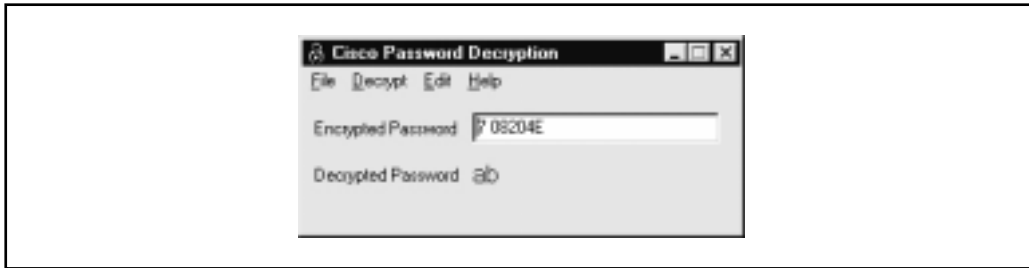 Cisco Password Decryption
File Decrypt Edit Help
Encrypted Password 7 08204E
Decrypted Password ab